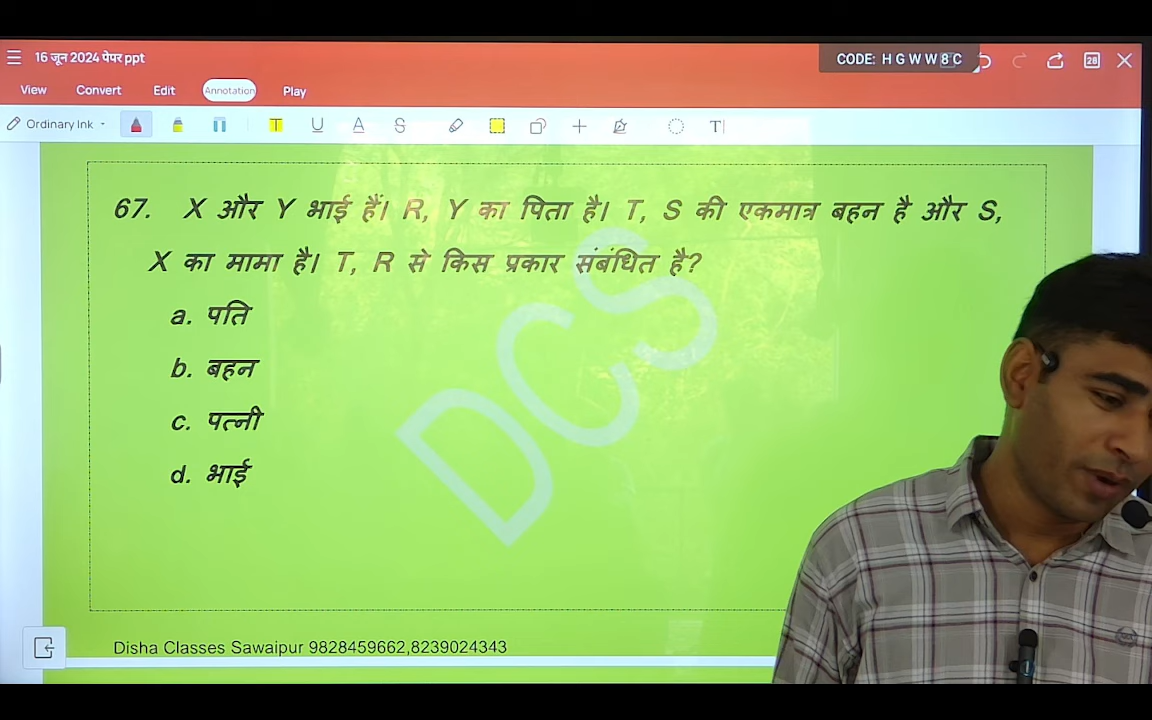 16 जून 2024 पेपर ppt
CODE: H G W W 8 C
28
View Convert Edit Annotation Play
Ordinary Ink
67. X और Y भाई हैं। R, Y का पिता है। T, S की एकमात्र बहन है और S,
X का मामा है। T, R से किस प्रकार संबंधित है?
a. पति
b. बहन
c. पत्नी
d. भाई
DCS
Disha Classes Sawaipur 9828459662,8239024343